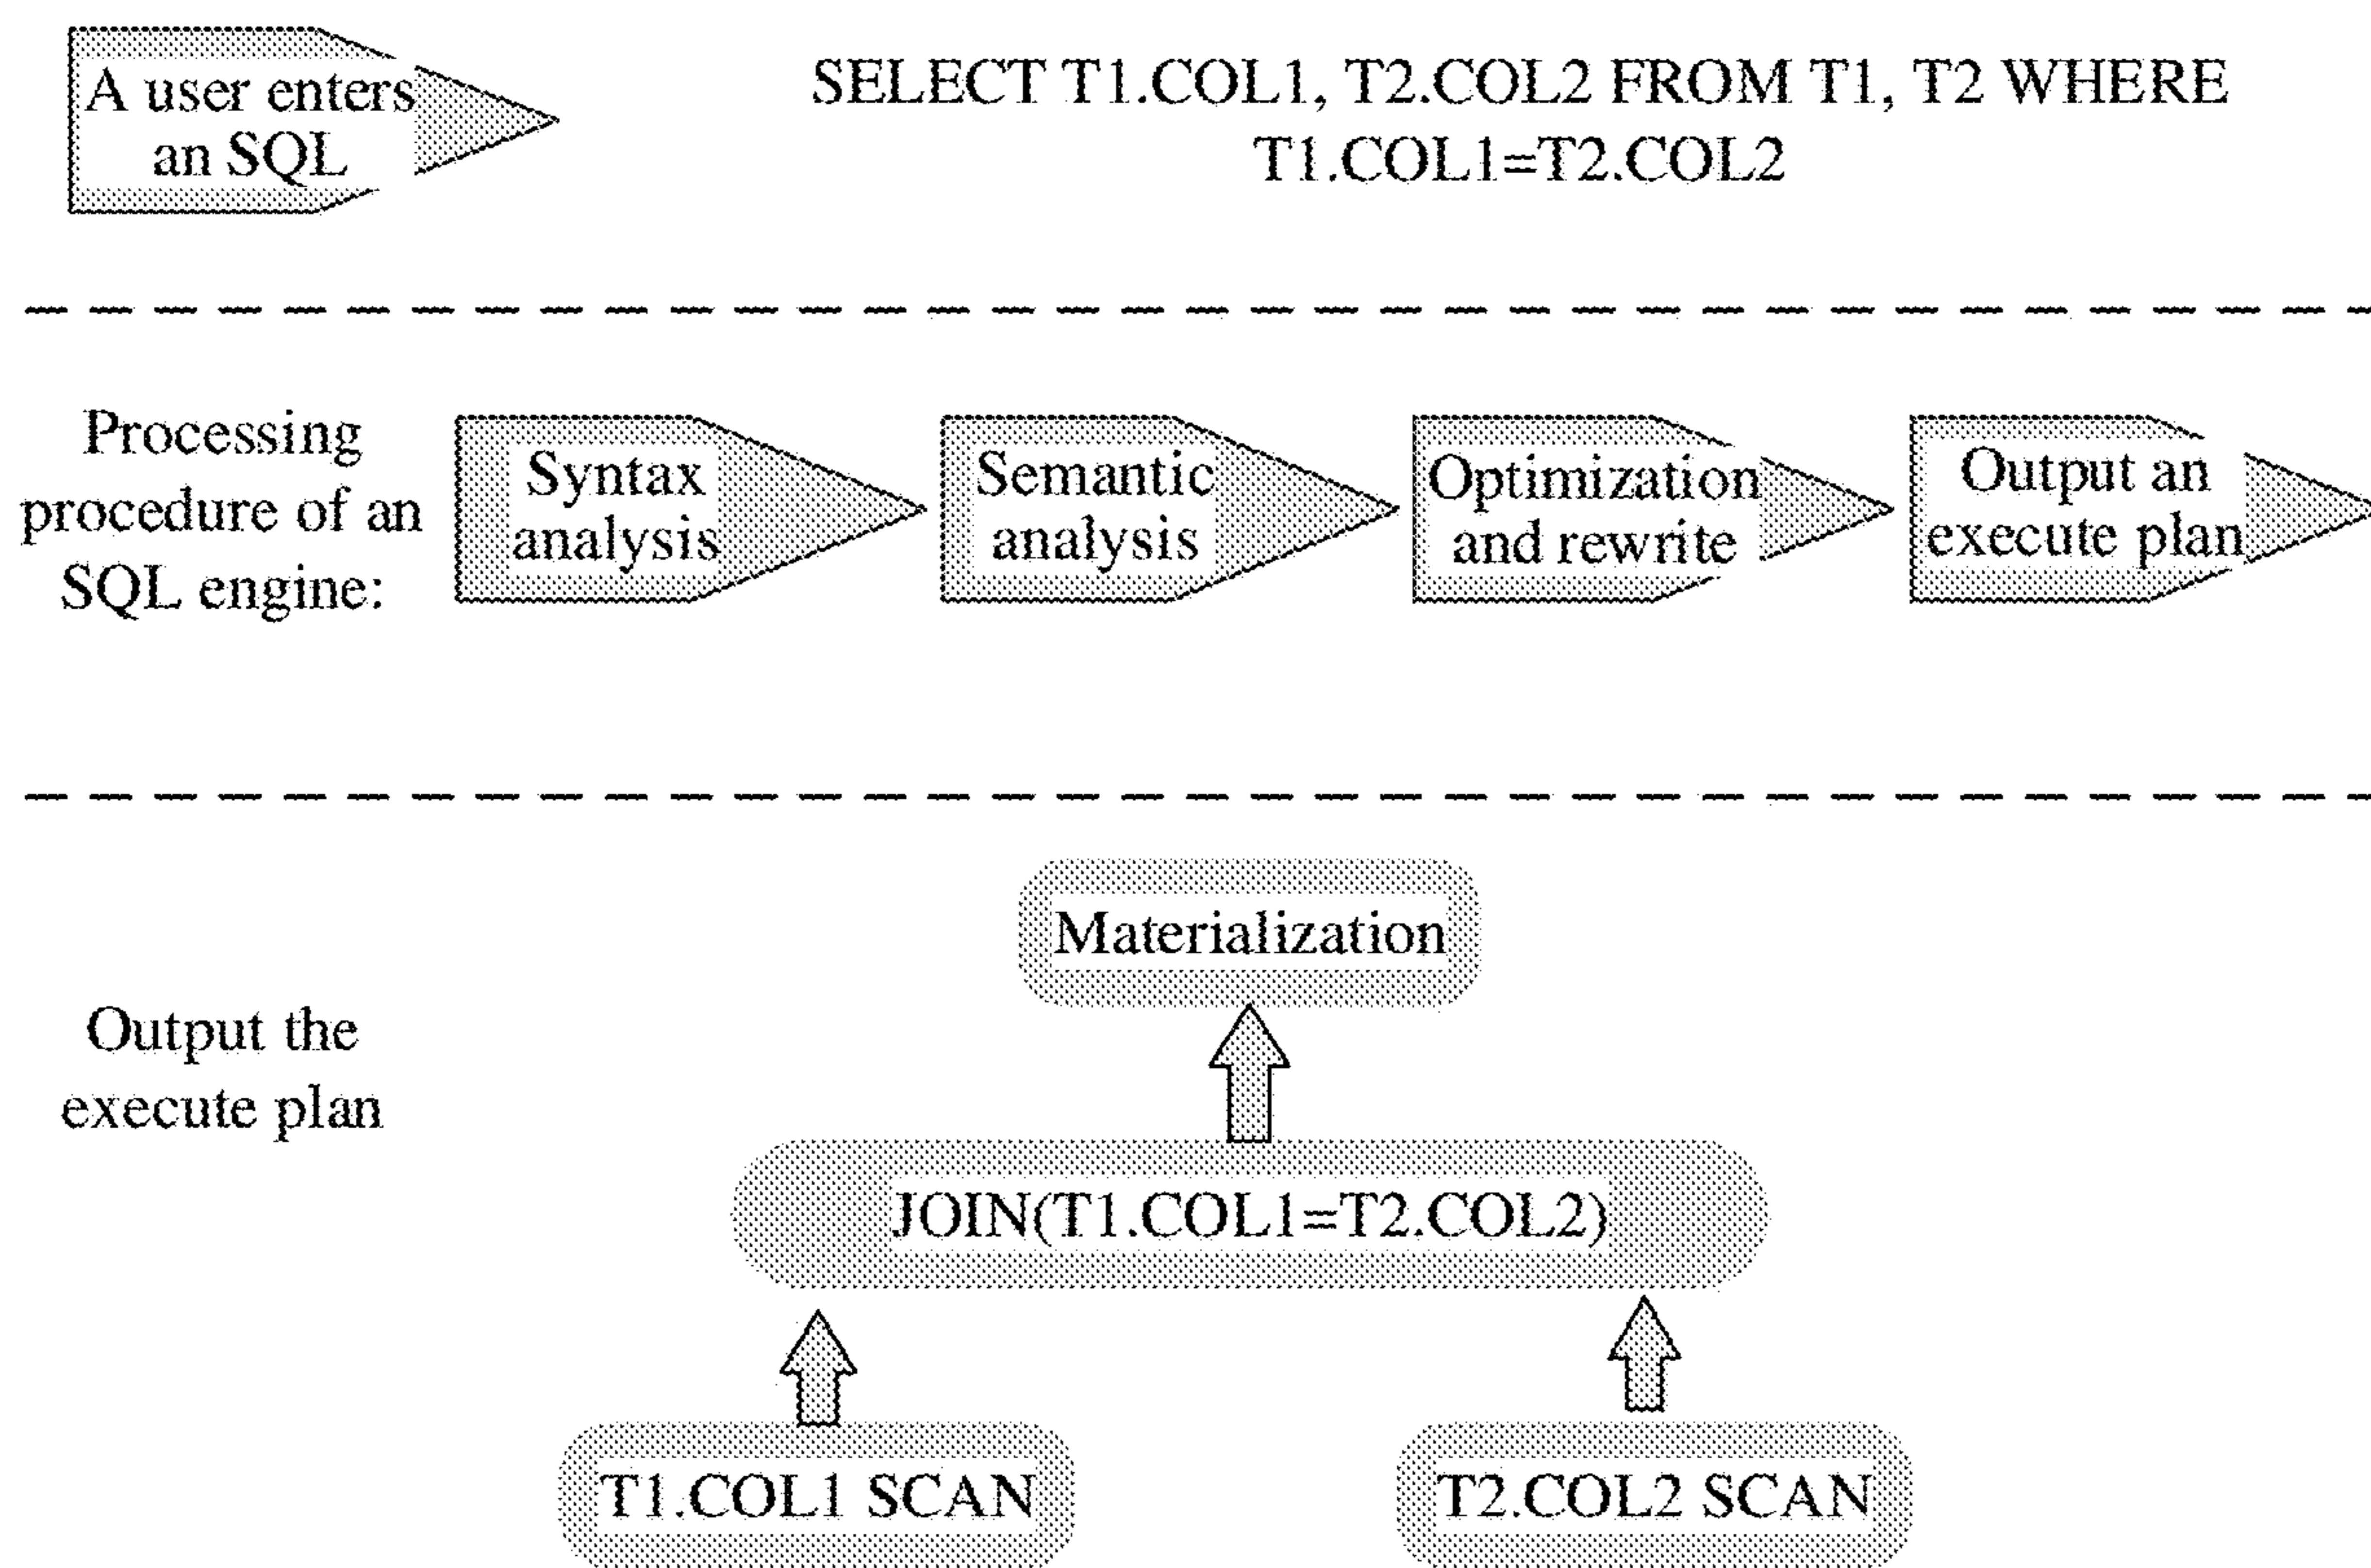 A user enters
an SQL
SELECT T1.COL1, T2.COL2 FROM T1, T2 WHERE
T1.COL1=T2.COL2
Processing
procedure of an
SQL engine:
Syntax
analysis
Semantic
analysis
Optimization
and rewrite
Output an
execute plan
Output the
execute plan
Materialization
JOIN(T1.COL1=T2.COL2)
T1.COL1 SCAN
T2.COL2 SCAN